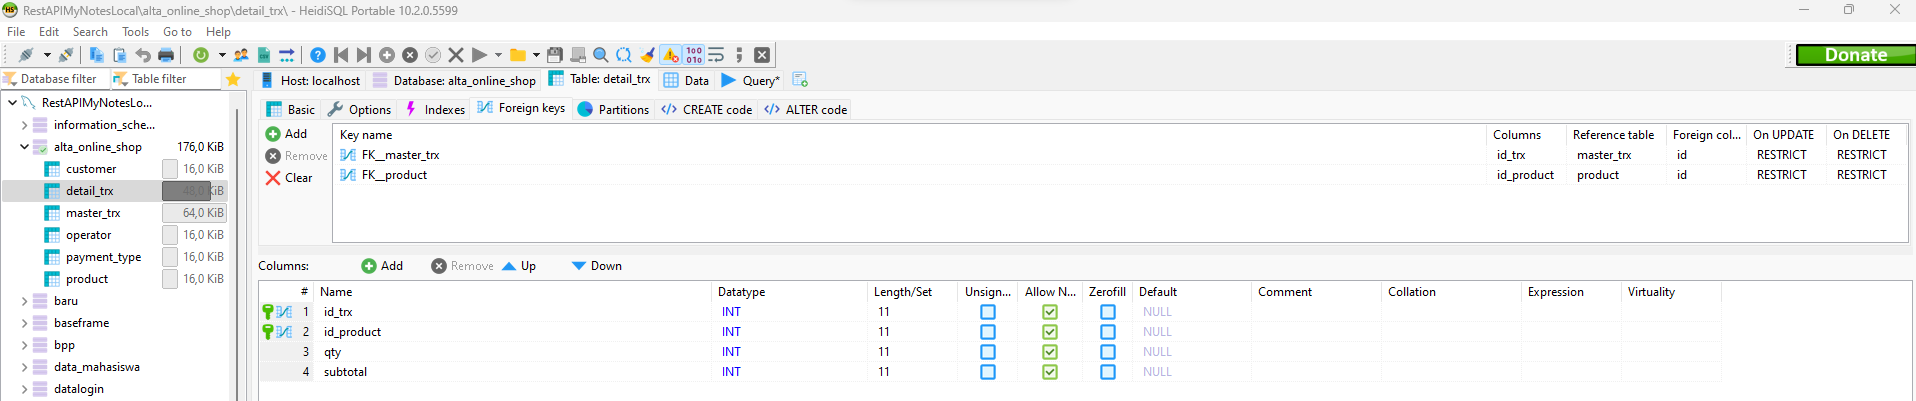 RestAPIMyNotesLocal\alta_online_shop\detail_trx\ - HeidiSQL Portable 10.2.0.5599
File Edit Search Tools Go to Help
Donate
Database filter Table filter
Host: localhost Database: alta_online_shop Table: detail_trx Data Query*
RestAPIMyNotesLo...
information_sche...
alta_online_shop 176,0 KiB
customer 16,0 KiB
detail_trx 48,0 KiB
master_trx 64,0 KiB
operator 16,0 KiB
payment_type 16,0 KiB
product 16,0 KiB
baru
baseframe
bpp
data_mahasiswa
datalogin
Basic Options Indexes Foreign keys Partitions CREATE code ALTER code
Add
Remove
Clear
Key name Columns Reference table Foreign col... On UPDATE On DELETE
FK__master_trx id_trx master_trx id RESTRICT RESTRICT
FK__product id_product product id RESTRICT RESTRICT
Columns: Add Remove Up Down
# Name Datatype Length/Set Unsign... Allow N... Zerofill Default Comment Collation Expression Virtuality
1 id_trx INT 11 NULL
2 id_product INT 11 NULL
3 qty INT 11 NULL
4 subtotal INT 11 NULL